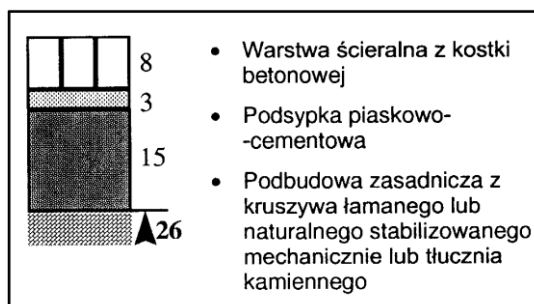 8
3
15
26
• Warstwa ścieralna z kostki
betonowej
• Podsypka piaskowo-
-cementowa
• Podbudowa zasadnicza z
kruszywa łamanego lub
naturalnego stabilizowanego
mechanicznie lub tłucznia
kamiennego